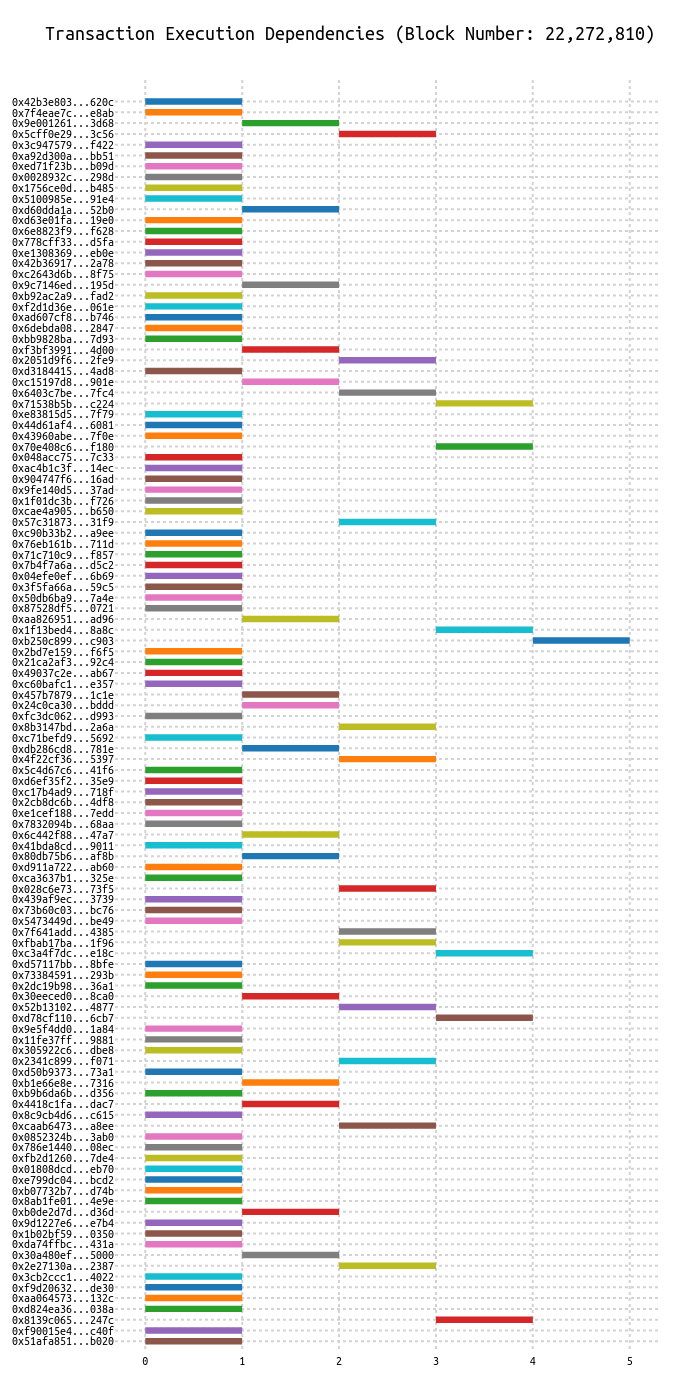 Transaction Execution Dependencies (Block Number: 22,272,810)
0x42b3e803...620c
0x7f4eae7c...e8ab
0x9e001261...3d68
0x5cff0e29...3c56
0x3c947579...f422
0xa92d300a...bb51
0xed71f23b...b09d
0x0028932c...298d
0x1756ce0d...b485
0x5100985e...91e4
0xd60dda1a...52b0
0xd63e01fa...19e0
0x6e8823f9...f628
0x778cff33...d5fa
0xe1308369...eb0e
0x42b36917...2a78
0xc2643d6b...8f75
0x9c7146ed...195d
0xb92ac2a9...fad2
0xf2d1d36e...061e
0xad607cf8...b746
0x6debda08...2847
0xbb9828ba...7d93
0xf3bf3991...4d00
0x2051d9f6...2fe9
0xd3184415...4ad8
0xc15197d8...901e
0x6403c7be...7fc4
0x71538b5b...c224
0xe83815d5...7f79
0x44d61af4...6081
0x43960abe...7f0e
0x70e408c6...f180
0x048acc75...7c33
0xac4b1c3f...14ec
0x904747f6...16ad
0x9fe140d5...37ad
0x1f01dc3b...f726
0xcae4a905...b650
0x57c31873...31f9
0xc90b33b2...a9ee
0x76eb161b...711d
0x71c710c9...f857
0x7b4f7a6a...d5c2
0x04efe0ef...6b69
0x3f5fa66a...59c5
0x50db6ba9...7a4e
0x87528df5...0721
0xaa826951...ad96
0x1f13bed4...8a8c
0xb250c899...c903
0x2bd7e159...f6f5
0x21ca2af3...92c4
0x49037c2e...ab67
0xc60bafc1...e357
0x457b7879...1c1e
0x24c0ca30...bddd
0xfc3dc062...d993
0x8b3147bd...2a6a
0xc71befd9...5692
0xdb286cd8...781e
0x4f22cf36...5397
0x5c4d67c6...41f6
0xd6ef35f2...35e9
0xc17b4ad9...718f
0x2cb8dc6b...4df8
0xe1cef188...7edd
0x7832094b...68aa
0x6c442f88...47a7
0x41bda8cd...9011
0x80db75b6...af8b
0xd911a722...ab60
0xca3637b1...325e
0x028c6e73...73f5
0x439af9ec...3739
0x73b60c03...bc76
0x5473449d...be49
0x7f641add...4385
0xfbab17ba...1f96
0xc3a4f7dc...e18c
0xd57117bb...8bfe
0x73384591...293b
0x2dc19b98...36a1
0x30eeced0...8ca0
0x52b13102...4877
0xd78cf110...6cb7
0x9e5f4dd0...1a84
0x11fe37ff...9881
0x305922c6...dbe8
0x2341c899...f071
0xd50b9373...73a1
0xb1e66e8e...7316
0xb9b6da6b...d356
0x4418c1fa...dac7
0x8c9cb4d6...c615
0xcaab6473...a8ee
0x0852324b...3ab0
0x786e1440...08ec
0xfb2d1260...7de4
0x01808dcd...eb70
0xe799dc04...bcd2
0xb07732b7...d74b
0x8ab1fe01...4e9e
0xb0de2d7d...d36d
0x9d1227e6...e7b4
0x1b02bf59...0350
0xda74ffbc...431a
0x30a480ef...5000
0x2e27130a...2387
0x3cb2ccc1...4022
0xf9d20632...de30
0xaa064573...132c
0xd824ea36...038a
0x8139c065...247c
0xf90015e4...c40f
0x51afa851...b020
0 1 2 3 4 5